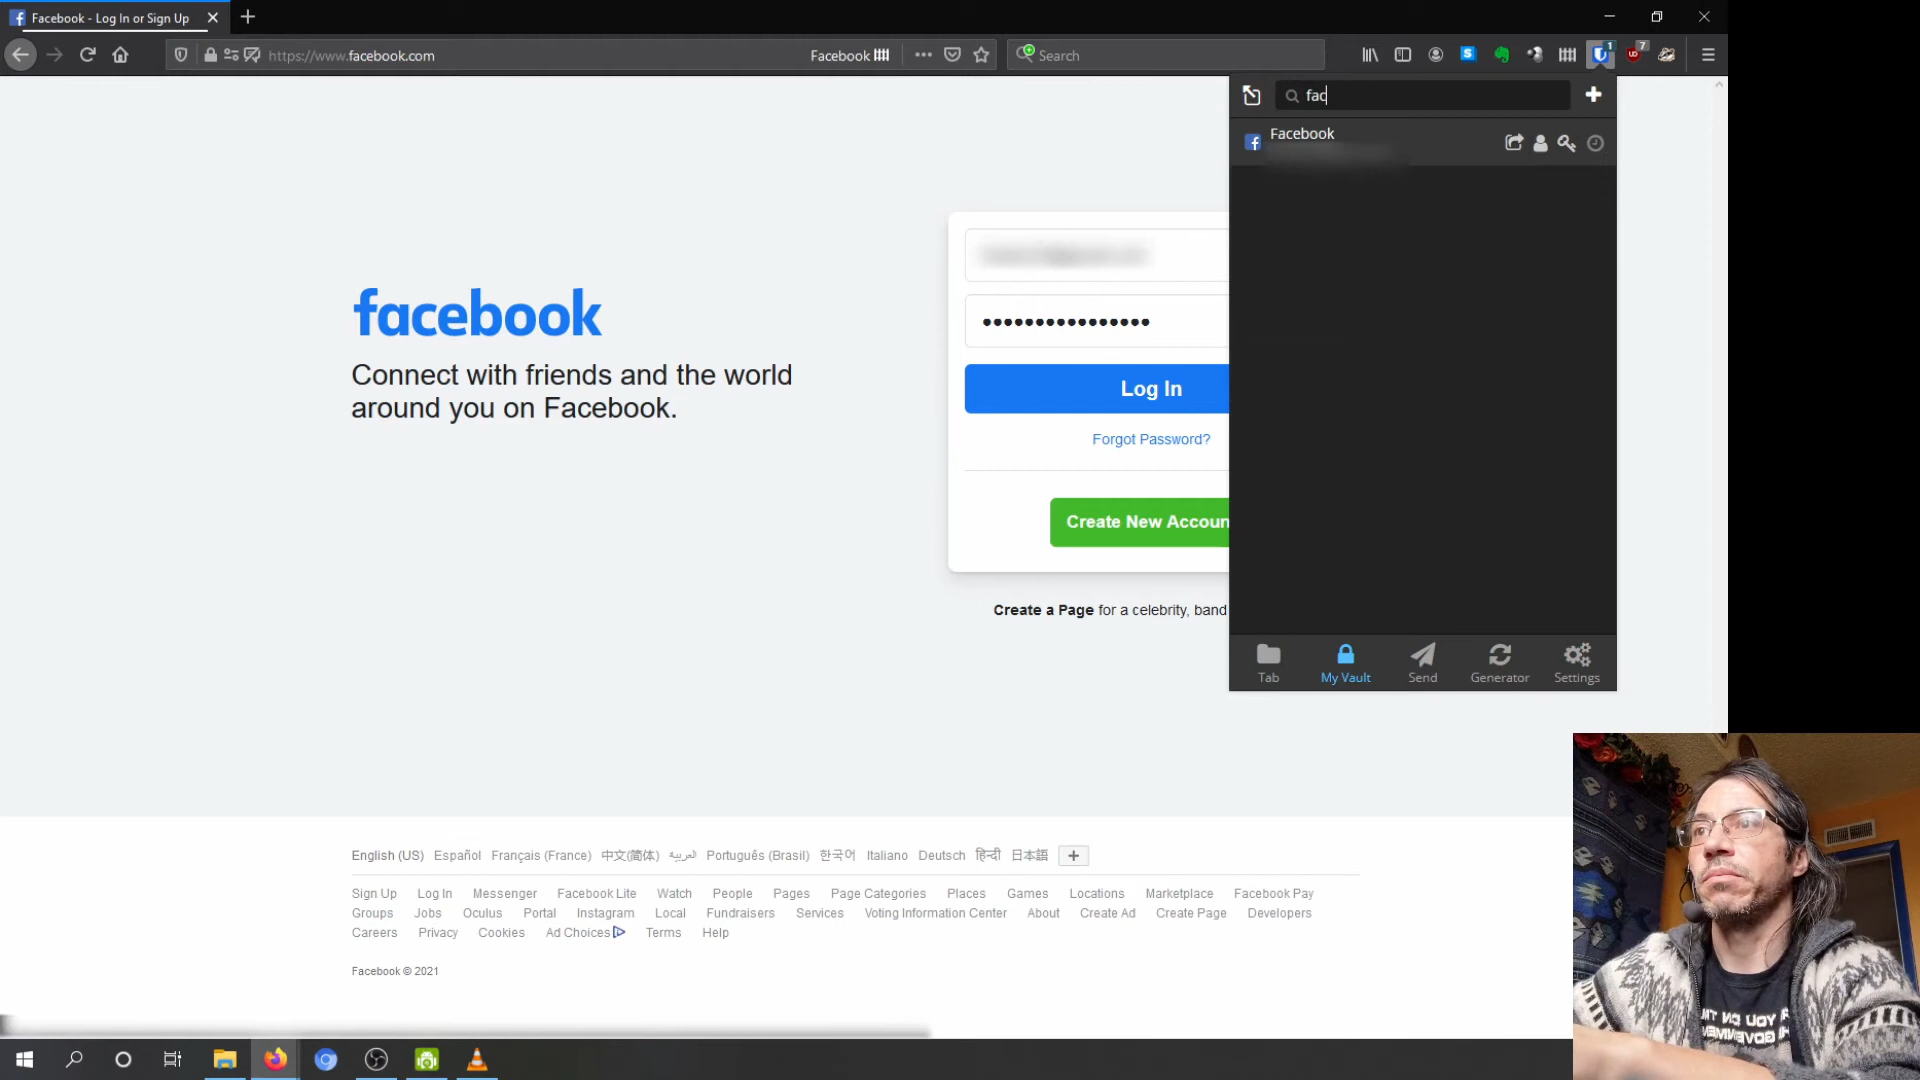 Facebook - Log In or Sign Up
https://www.facebook.com
Facebook
Search
1
7
fac
Facebook
facebook
Connect with friends and the world
around you on Facebook.
Log In
Forgot Password?
Create New Accoun
Create a Page for a celebrity, band
Tab
My Vault
Send
Generator
Settings
English (US) Español Français (France) 中文(简体) العربية Português (Brasil) 한국어 Italiano Deutsch हिन्दी 日本語
Sign Up Log In Messenger Facebook Lite Watch People Pages Page Categories Places Games Locations Marketplace Facebook Pay
Groups Jobs Oculus Portal Instagram Local Fundraisers Services Voting Information Center About Create Ad Create Page Developers
Careers Privacy Cookies Ad Choices Terms Help
Facebook © 2021